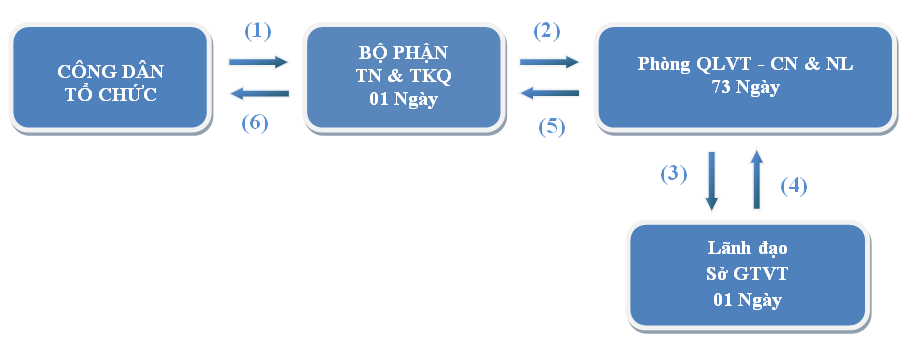 (1)
(2)
CÔNG DÂN
TỔ CHỨC
BỘ PHẬN
TN & TKQ
01 Ngày
Phòng QLVT - CN & NL
73 Ngày
(6)
(5)
(3)
(4)
Lãnh đạo
Sở GTVT
01 Ngày